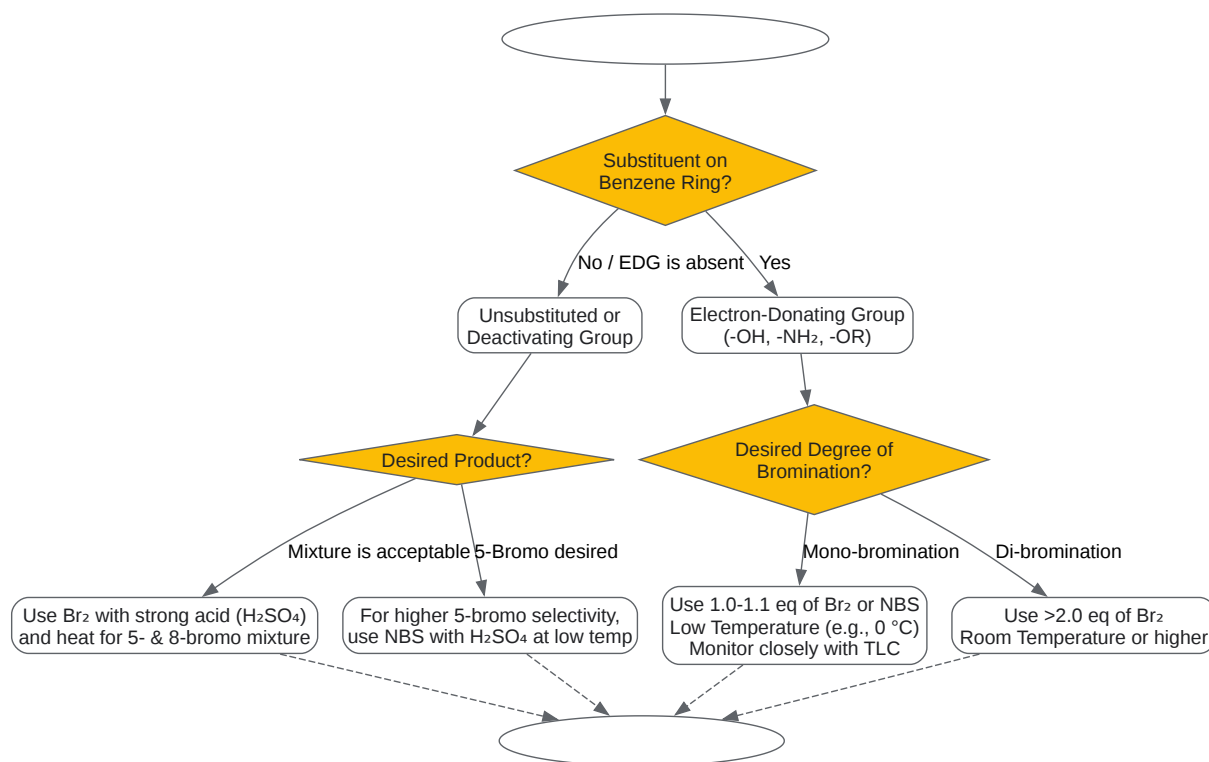 Substituent on
Benzene Ring?
No / EDG is absent
Yes
Unsubstituted or
Deactivating Group
Electron-Donating Group
(-OH, -NH₂, -OR)
Desired Product?
Desired Degree of
Bromination?
Mixture is acceptable
5-Bromo desired
Mono-bromination
Di-bromination
Use Br₂ with strong acid (H₂SO₄)
and heat for 5- & 8-bromo mixture
For higher 5-bromo selectivity,
use NBS with H₂SO₄ at low temp
Use 1.0-1.1 eq of Br₂ or NBS
Low Temperature (e.g., 0 °C)
Monitor closely with TLC
Use >2.0 eq of Br₂
Room Temperature or higher